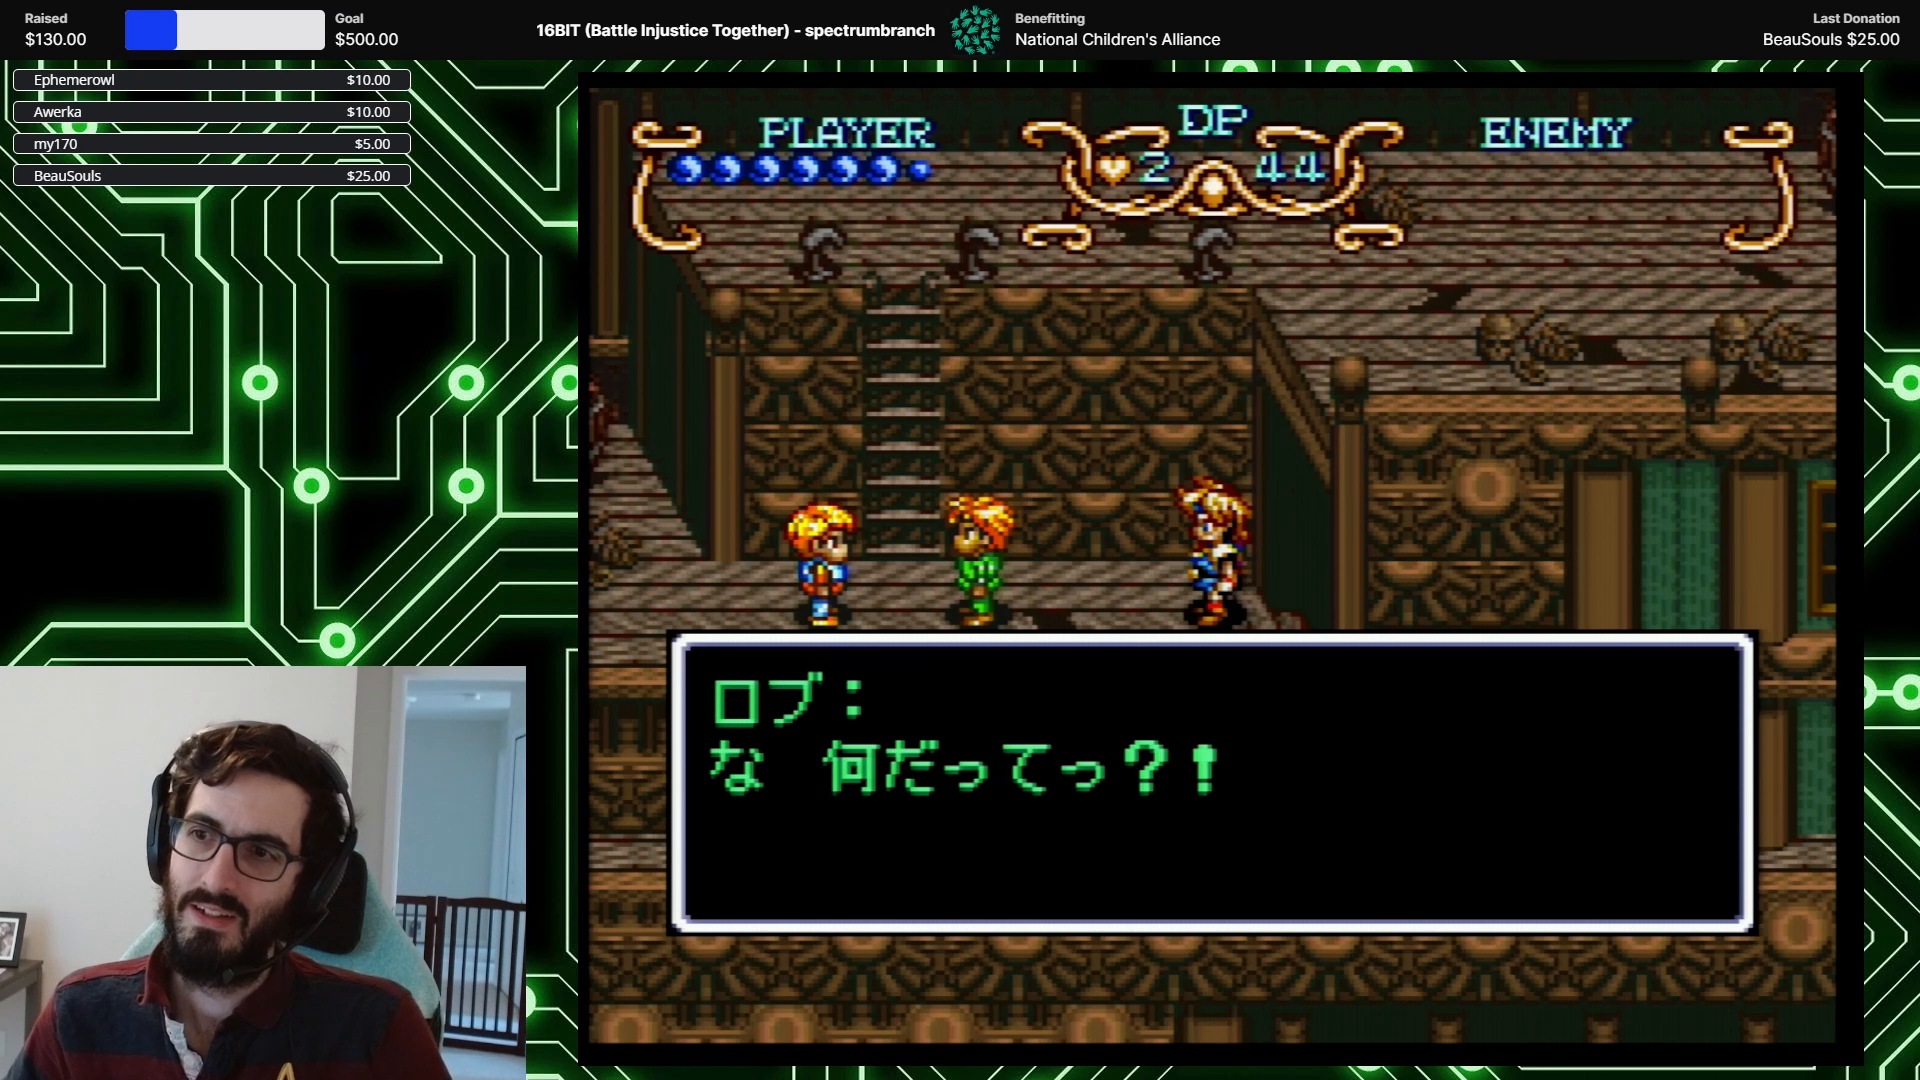 Raised
$130.00
Goal
$500.00
16BIT (Battle Injustice Together) - spectrumbranch
Benefitting
National Children's Alliance
Last Donation
BeauSouls $25.00
Ephemerowl $10.00
Awerka $10.00
my170 $5.00
BeauSouls $25.00
PLAYER
DP
ENEMY
2 44
ロブ：
な　何だってっ？！